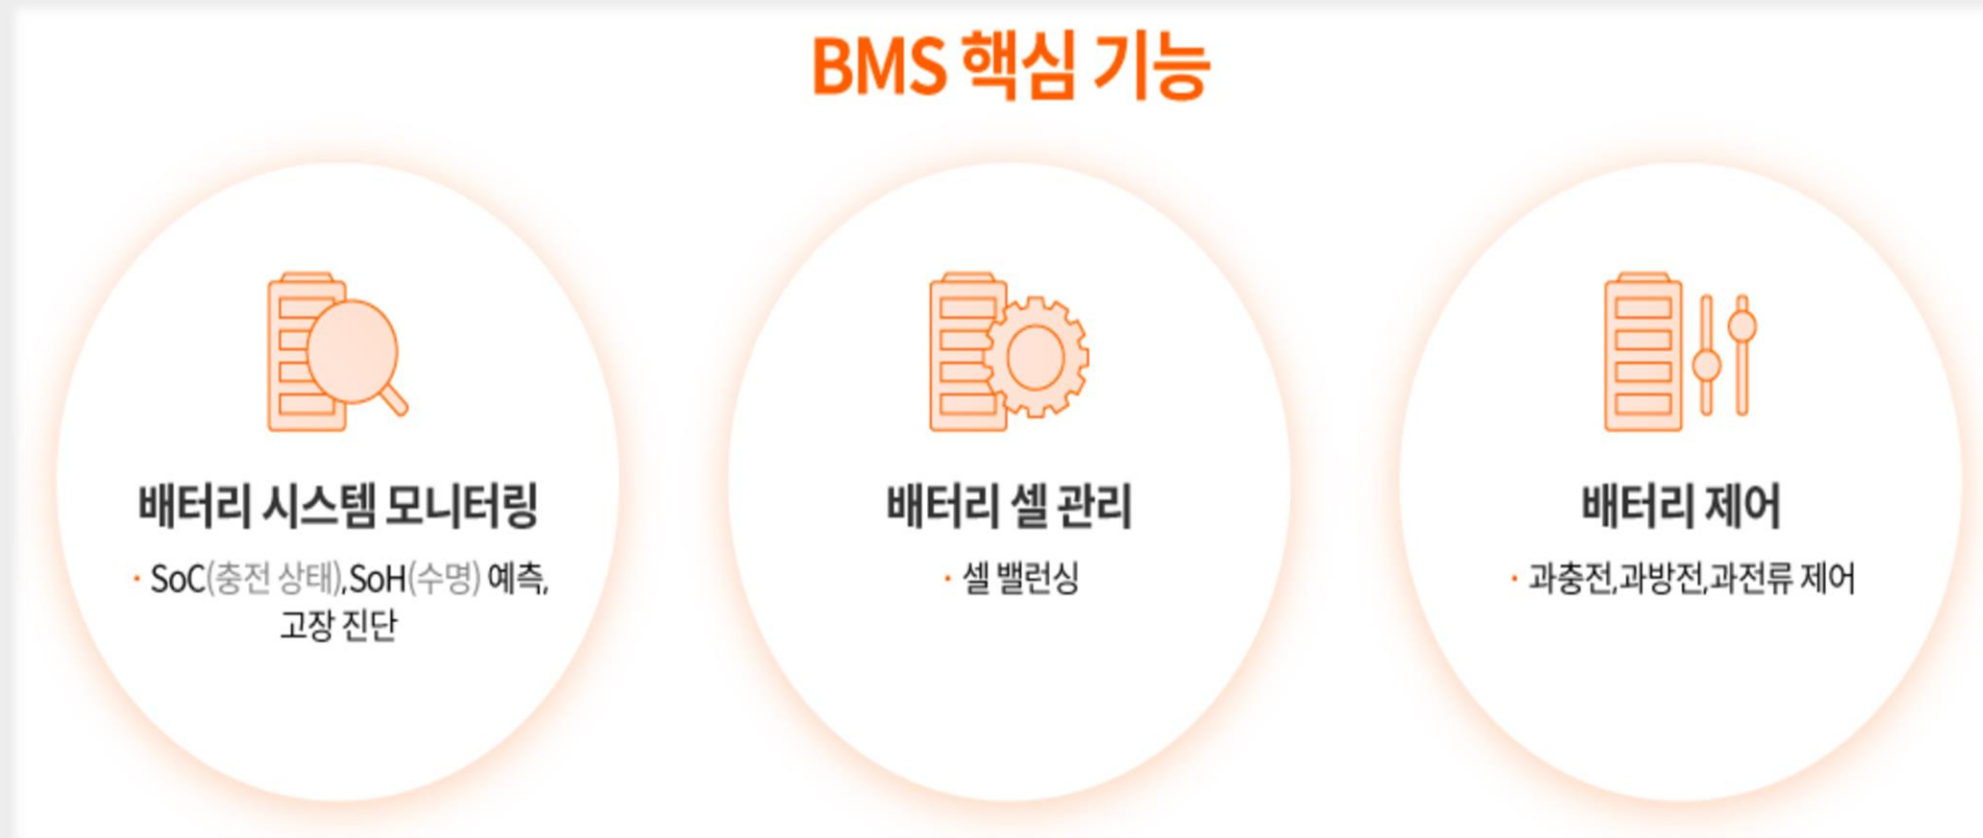 BMS 핵심 기능
배터리 시스템 모니터링
· SoC(충전 상태),SoH(수명) 예측,
고장 진단
배터리 셀 관리
· 셀 밸런싱
배터리 제어
· 과충전,과방전,과전류 제어